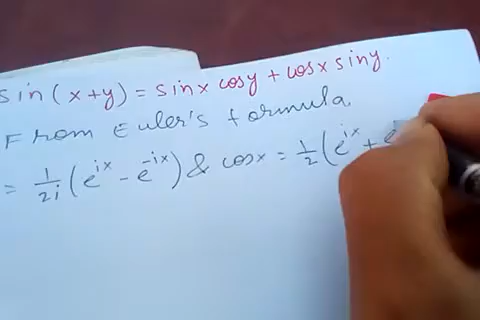 sin(x+y) = sinx cosy + cosx siny.
From Euler's formula,
= 1/2i (e^ix - e^-ix) & cosx = 1/2 (e^ix + e